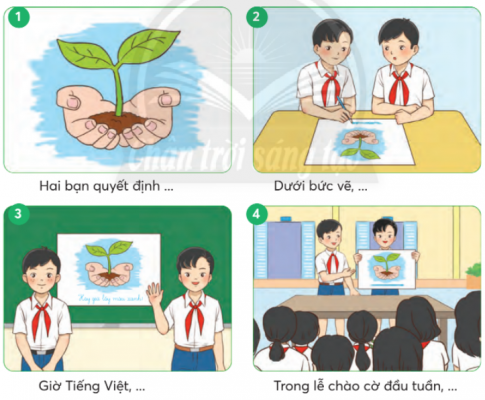 1
2
Chân trời sáng tạo
Hai bạn quyết định ...
Dưới bức vẽ, ...
3
4
Hãy giữ lấy màu xanh!
Giờ Tiếng Việt, ...
Trong lễ chào cờ đầu tuần, ...